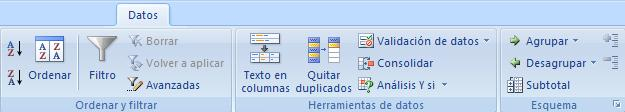 Datos
Ordenar
Filtro
Borrar
Volver a aplicar
Avanzadas
Ordenar y filtrar
Texto en
columnas
Quitar
duplicados
Validación de datos
Consolidar
Análisis Y si
Herramientas de datos
Agrupar
Desagrupar
Subtotal
Esquema